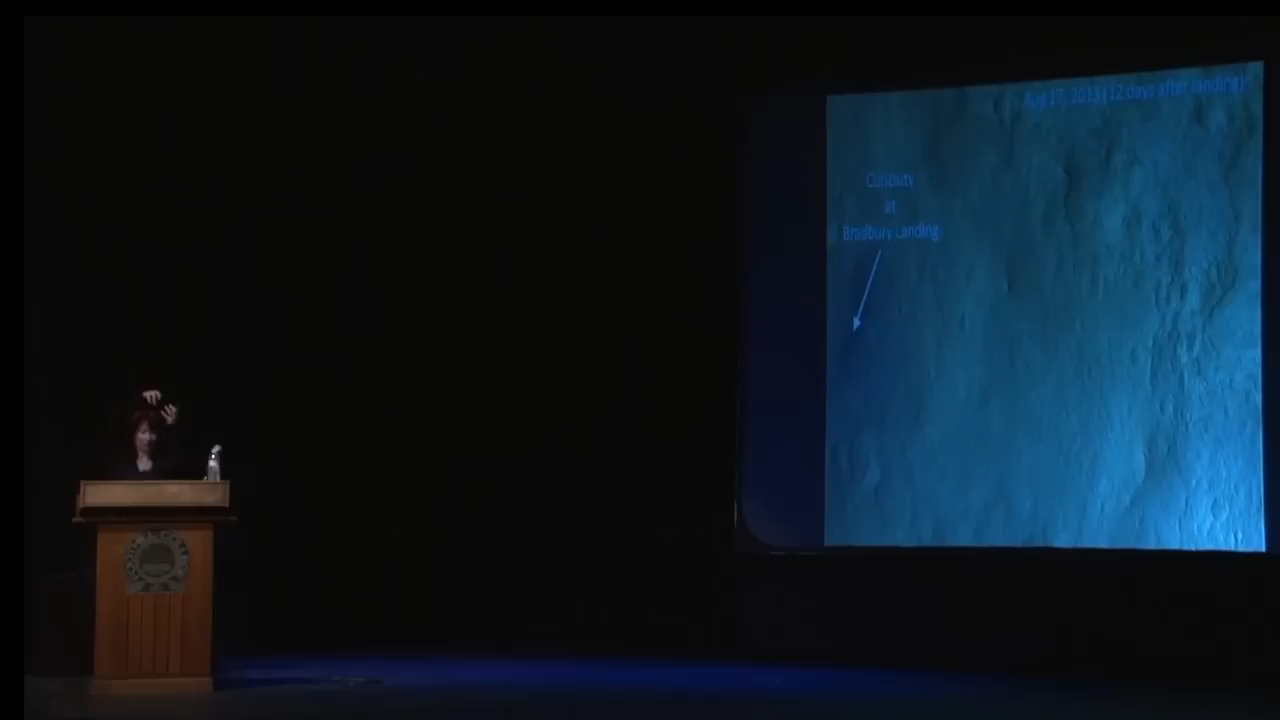 Aug 17, 2013 (12 days after landing)
Curiosity
at
Bradbury Landing